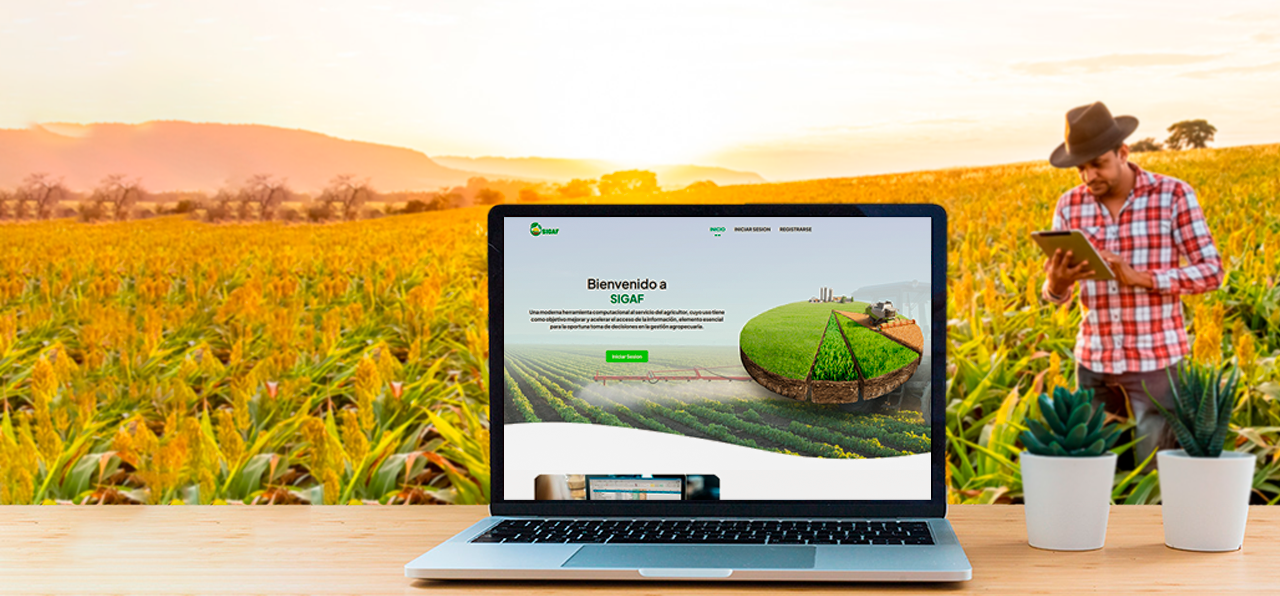 SIGAF
INICIO INICIAR SESION REGISTRARSE
Bienvenido a
SIGAF
Una moderna herramienta computacional al servicio del agricultor, cuyo uso tiene
como objetivo mejorar y acelerar el acceso de la información, elemento esencial
para la oportuna toma de decisiones en la gestión agropecuaria.
Iniciar Sesion